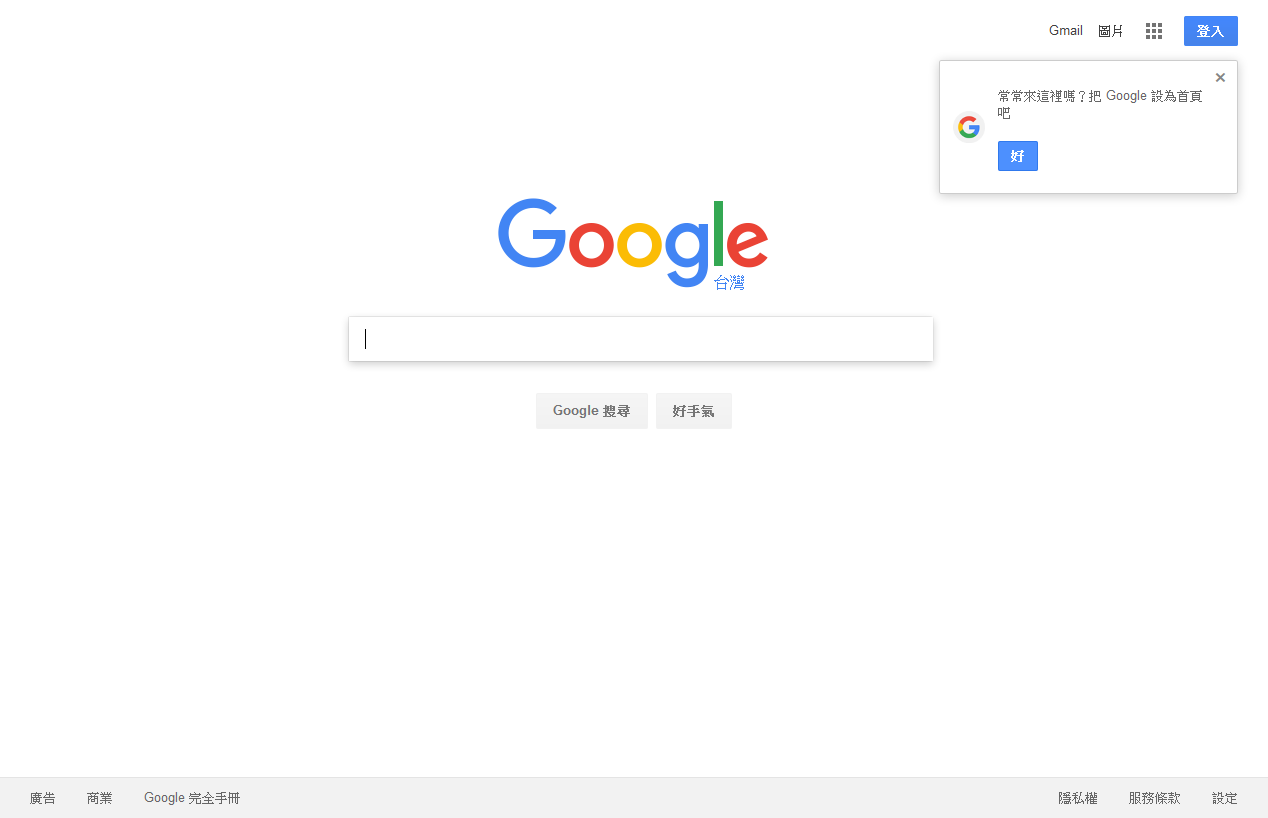 Gmail 圖片 登入
常常來這裡嗎？把 Google 設為首頁
吧
好
Google
台灣
Google 搜尋 好手氣
廣告 商業 Google 完全手冊 隱私權 服務條款 設定